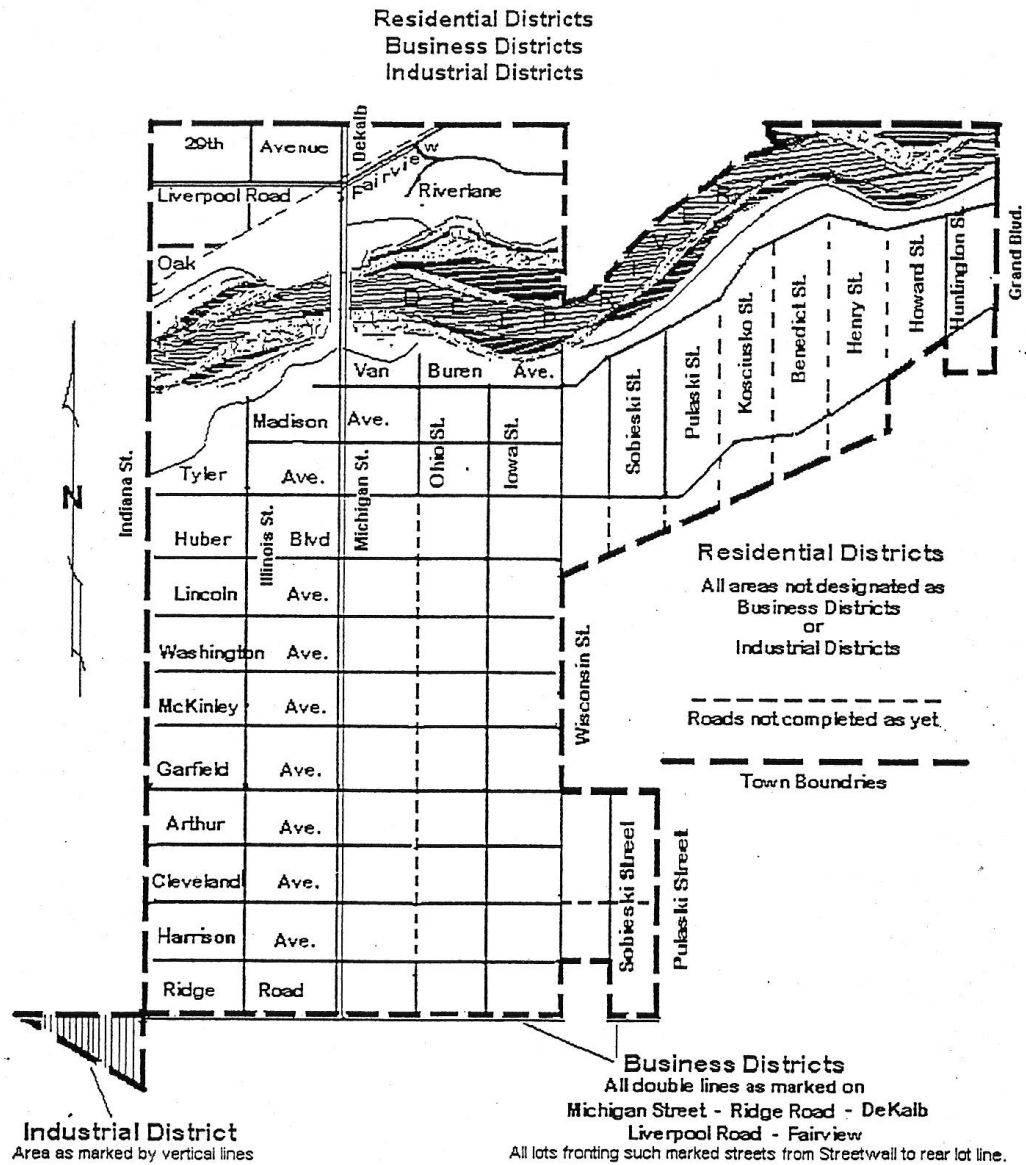 Residential Districts
Business Districts
Industrial Districts
29th Avenue
Dekalb
Fairview
Liverpool Road
Riverlane
Oak
Grand Blvd.
Huntington St.
Howard St.
Henry St.
Benedict St.
Kosciusko St.
Pulaski St.
Sobieski St.
Van Buren Ave.
Madison Ave.
Ohio St.
Iowa St.
Michigan St.
Indiana St.
Tyler Ave.
N
Illinois St.
Huber Blvd
Lincoln Ave.
Washington Ave.
McKinley Ave.
Garfield Ave.
Arthur Ave.
Cleveland Ave.
Harrison Ave.
Ridge Road
Wisconsin St.
Sobieski Street
Pulaski Street
Residential Districts
All areas not designated as
Business Districts
or
Industrial Districts
Roads not completed as yet
Town Boundries
Business Districts
All double lines as marked on
Michigan Street - Ridge Road - DeKalb
Liverpool Road - Fairview
All lots fronting such marked streets from Streetwall to rear lot line.
Industrial District
Area as marked by vertical lines